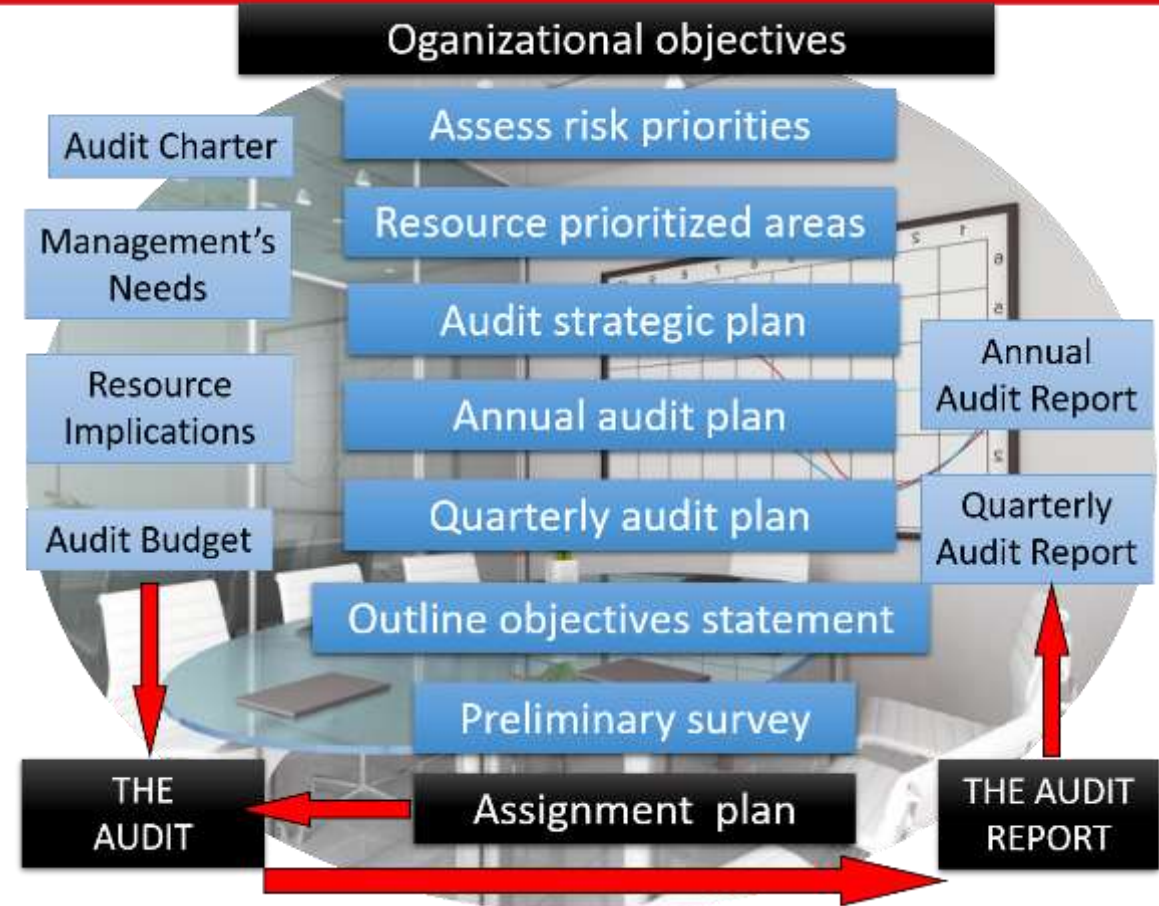 Oganizational objectives
Assess risk priorities
Audit Charter
Resource prioritized areas
Management's
Needs
Audit strategic plan
Annual
Audit Report
Resource
Implications
Annual audit plan
Quarterly audit plan
Quarterly
Audit Report
Audit Budget
Outline objectives statement
Preliminary survey
THE
AUDIT
Assignment plan
THE AUDIT
REPORT